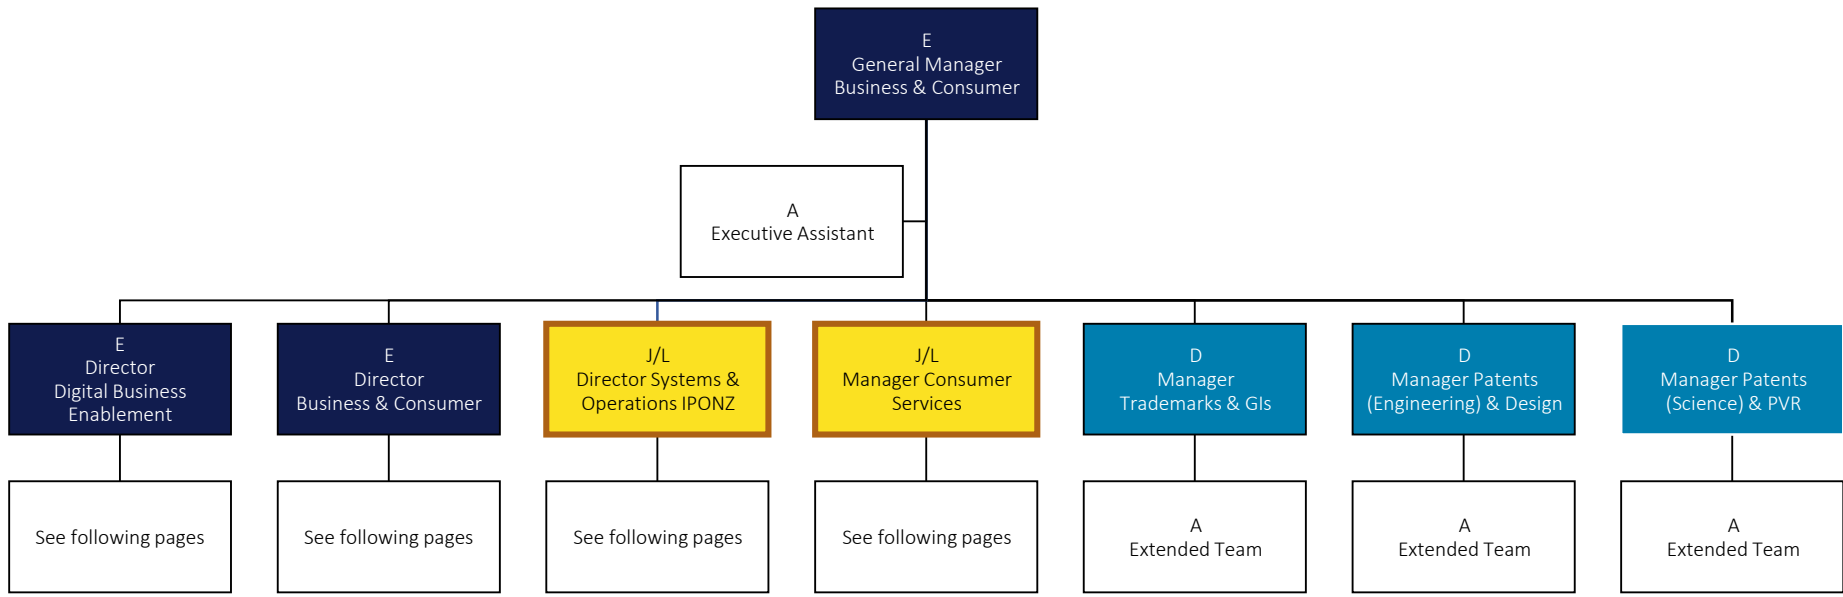 E
General Manager
Business & Consumer
A
Executive Assistant
E
Director
Digital Business
Enablement
E
Director
Business & Consumer
J/L
Director Systems &
Operations IPONZ
J/L
Manager Consumer
Services
D
Manager
Trademarks & GIs
D
Manager Patents
(Engineering) & Design
D
Manager Patents
(Science) & PVR
See following pages
See following pages
See following pages
See following pages
A
Extended Team
A
Extended Team
A
Extended Team